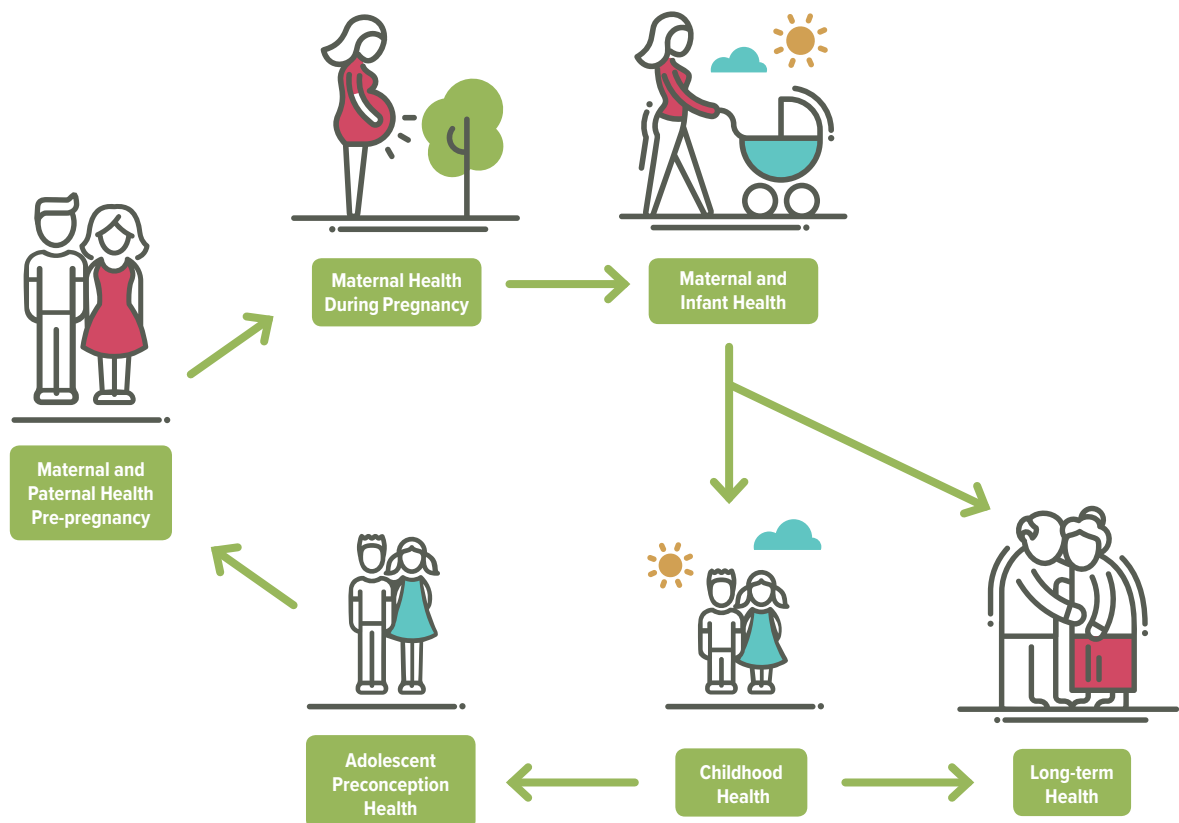 Maternal Health
During Pregnancy
Maternal and
Infant Health
Maternal and
Paternal Health
Pre-pregnancy
Adolescent
Preconception
Health
Childhood
Health
Long-term
Health